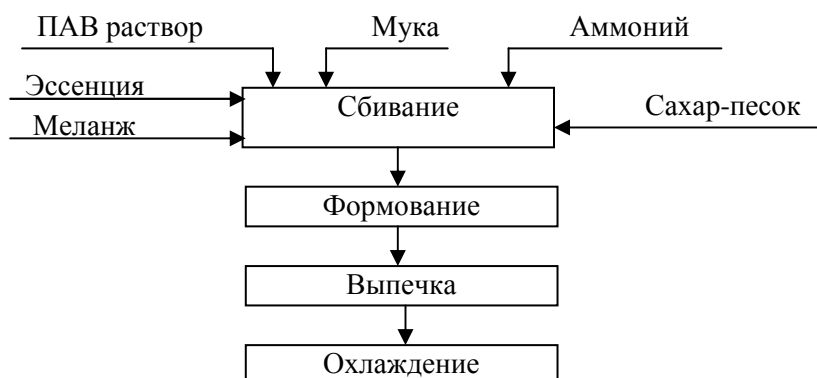 ПАВ раствор
Мука
Аммоний
Эссенция
Сбивание
Сахар-песок
Меланж
Формование
Выпечка
Охлаждение